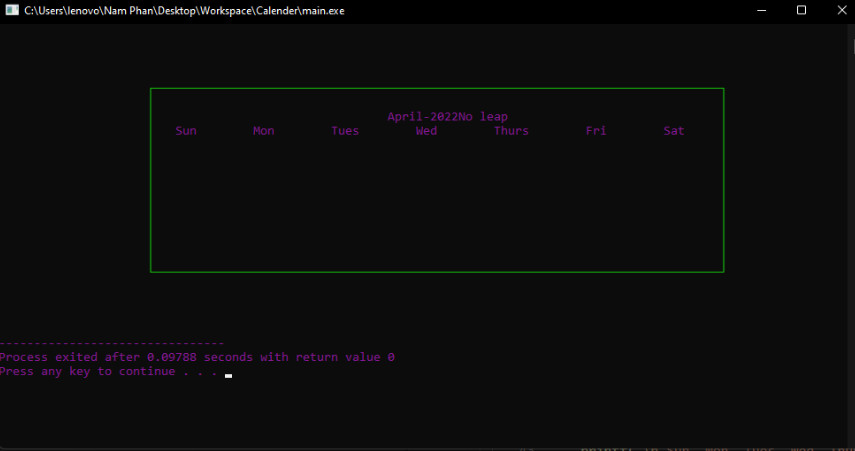 C:\Users\lenovo\Nam Phan\Desktop\Workspace\Calender\main.exe
April-2022No leap
Sun Mon Tues Wed Thurs Fri Sat
--------------------------------
Process exited after 0.09788 seconds with return value 0
Press any key to continue . . .